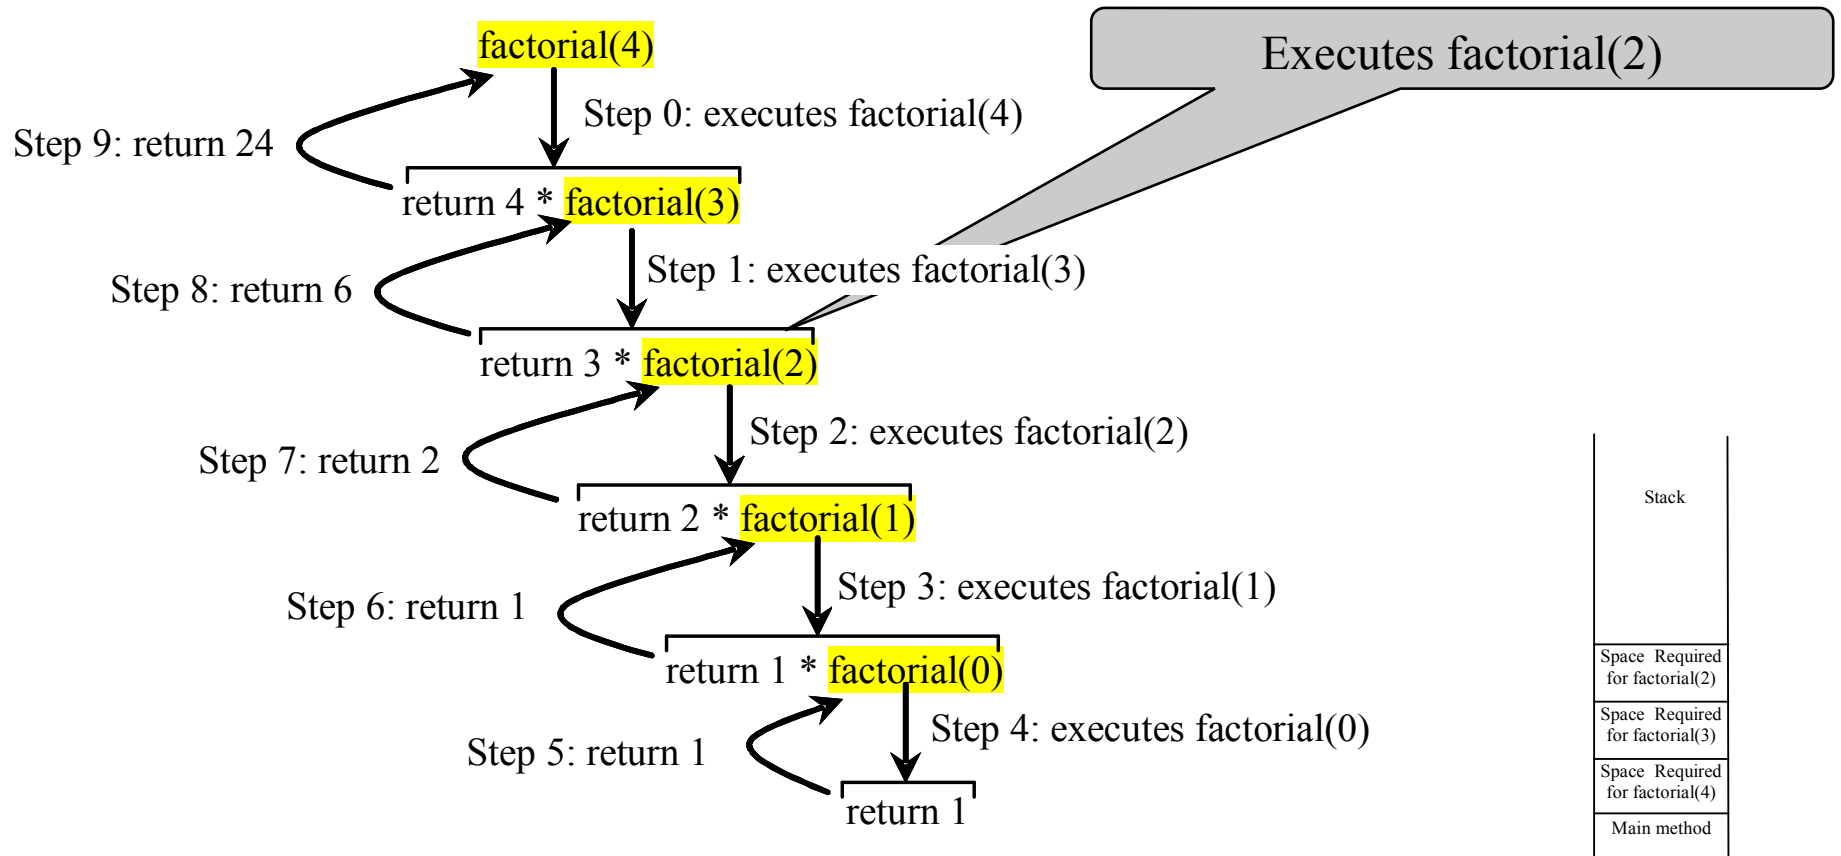 factorial(4)
Executes factorial(2)
Step 0: executes factorial(4)
Step 9: return 24
return 4 * factorial(3)
Step 1: executes factorial(3)
Step 8: return 6
return 3 * factorial(2)
Step 2: executes factorial(2)
Step 7: return 2
return 2 * factorial(1)
Step 3: executes factorial(1)
Step 6: return 1
return 1 * factorial(0)
Step 4: executes factorial(0)
Step 5: return 1
return 1
Stack
Space Required
for factorial(2)
Space Required
for factorial(3)
Space Required
for factorial(4)
Main method